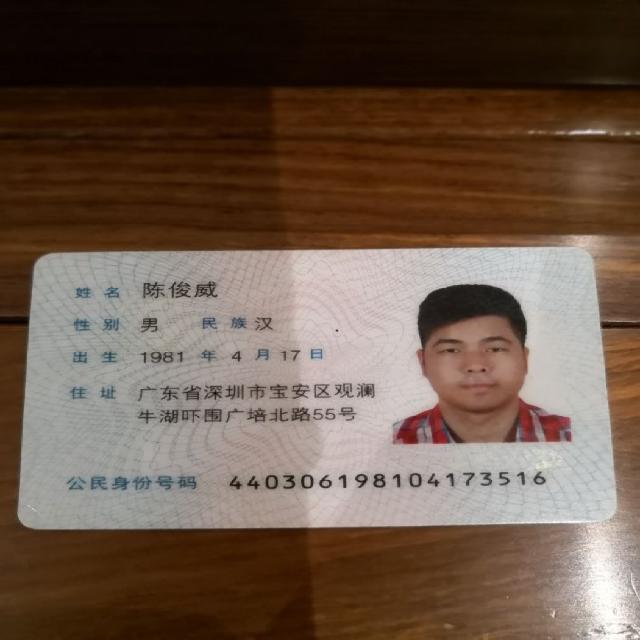 姓名 陈俊威
性别 男 民族 汉
出生 1981 年 4 月 17 日
住址 广东省深圳市宝安区观澜
牛湖吓围广培北路55号
公民身份号码 440306198104173516